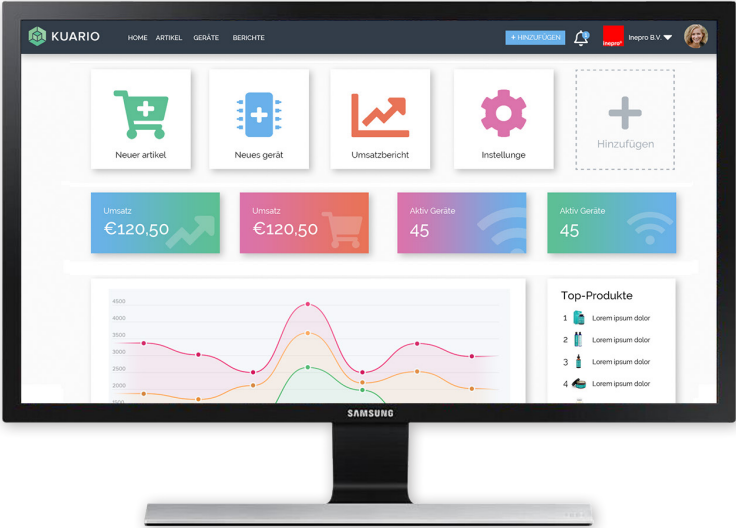 KUARIO
HOME ARTIKEL GERÄTE BERICHTE
+ HINZUFÜGEN
inepro
Inepro B.V.
Neuer artikel
Neues gerät
Umsatzbericht
Instellunge
Hinzufügen
Umsatz
€120,50
Umsatz
€120,50
Aktiv Geräte
45
Aktiv Geräte
45
4500
4000
3500
3000
2500
2000
1500
Top-Produkte
1 Lorem ipsum dolor
2 Lorem ipsum dolor
3 Lorem ipsum dolor
4 Lorem ipsum dolor
SAMSUNG